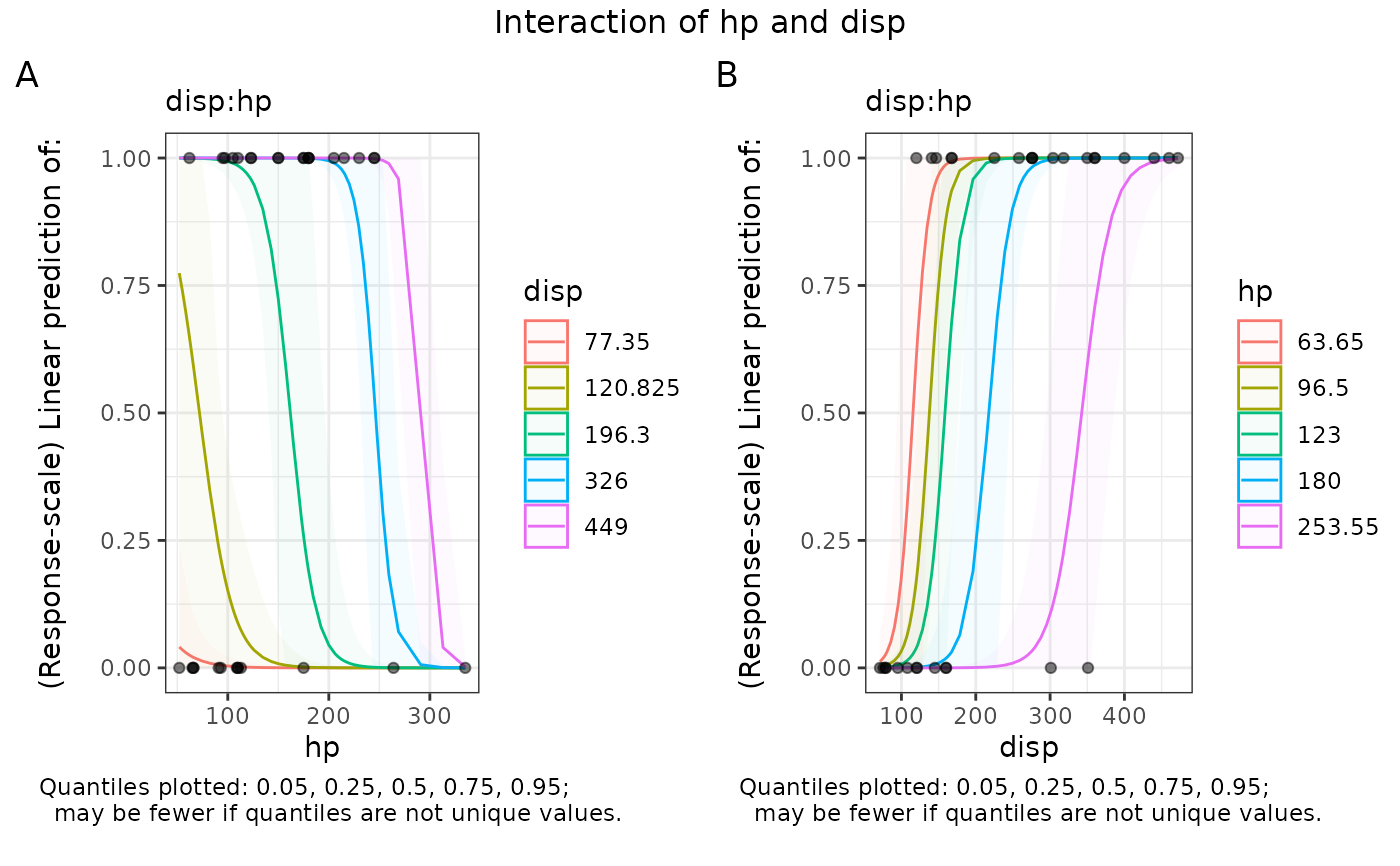 Interaction of hp and disp
A
disp:hp
(Response-scale) Linear prediction of:
1.00
0.75
0.50
0.25
0.00
100 200 300
hp
disp
77.35
120.825
196.3
326
449
Quantiles plotted: 0.05, 0.25, 0.5, 0.75, 0.95;
may be fewer if quantiles are not unique values.
B
disp:hp
(Response-scale) Linear prediction of:
1.00
0.75
0.50
0.25
0.00
100 200 300 400
disp
hp
63.65
96.5
123
180
253.55
Quantiles plotted: 0.05, 0.25, 0.5, 0.75, 0.95;
may be fewer if quantiles are not unique values.